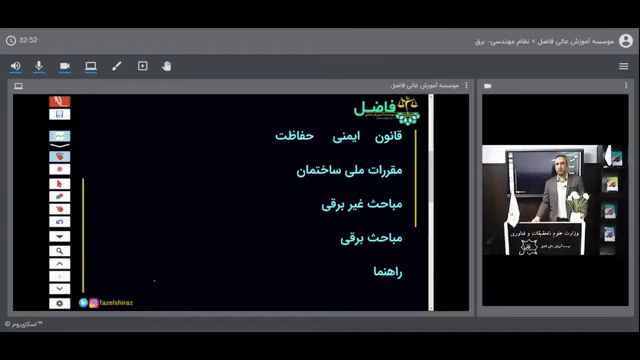 موسسه آموزش عالی فاضل » نظام مهندسی- برق
32:52
موسسه آموزش عالی فاضل
فاضل
قانون ایمنی حفاظت
مقررات ملی ساختمان
مباحث غیر برقی
مباحث برقی
راهنما
fazelshiraz
وزارت علوم ،تحقیقات و فناوری
© اسکای‌روم™